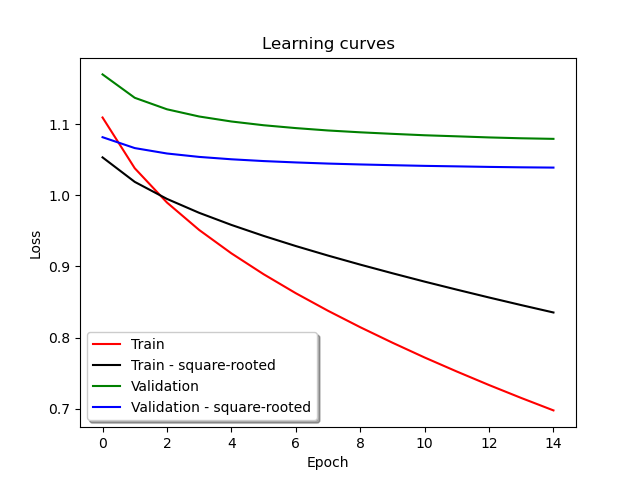 Learning curves
Loss
1.1
1.0
0.9
0.8
0.7
Train
Train - square-rooted
Validation
Validation - square-rooted
0 2 4 6 8 10 12 14
Epoch